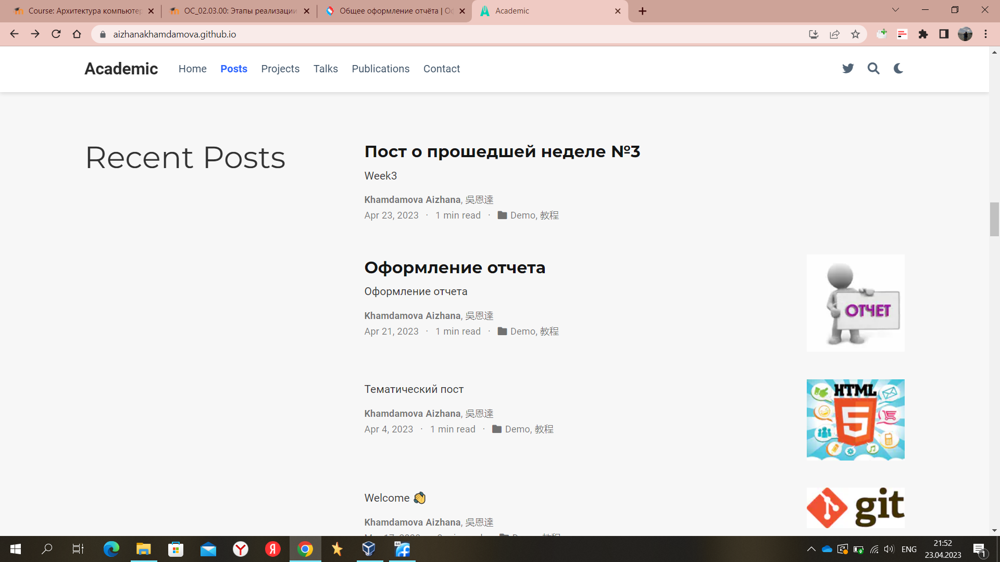 Course: Архитектура компьютер
ОС_02.03.00: Этапы реализации
Общее оформление отчёта | Оф
Academic
aizhanakhamdamova.github.io
Academic
Home
Posts
Projects
Talks
Publications
Contact
Recent Posts
Пост о прошедшей неделе №3
Week3
Khamdamova Aizhana, 吳恩達
Apr 23, 2023 · 1 min read · Demo, 教程
Оформление отчета
Оформление отчета
Khamdamova Aizhana, 吳恩達
Apr 21, 2023 · 1 min read · Demo, 教程
ОТЧЕТ
Тематический пост
Khamdamova Aizhana, 吳恩達
Apr 4, 2023 · 1 min read · Demo, 教程
HTML
5
Welcome 👋
Khamdamova Aizhana, 吳恩達
git
64
ENG
21:52
23.04.2023
1